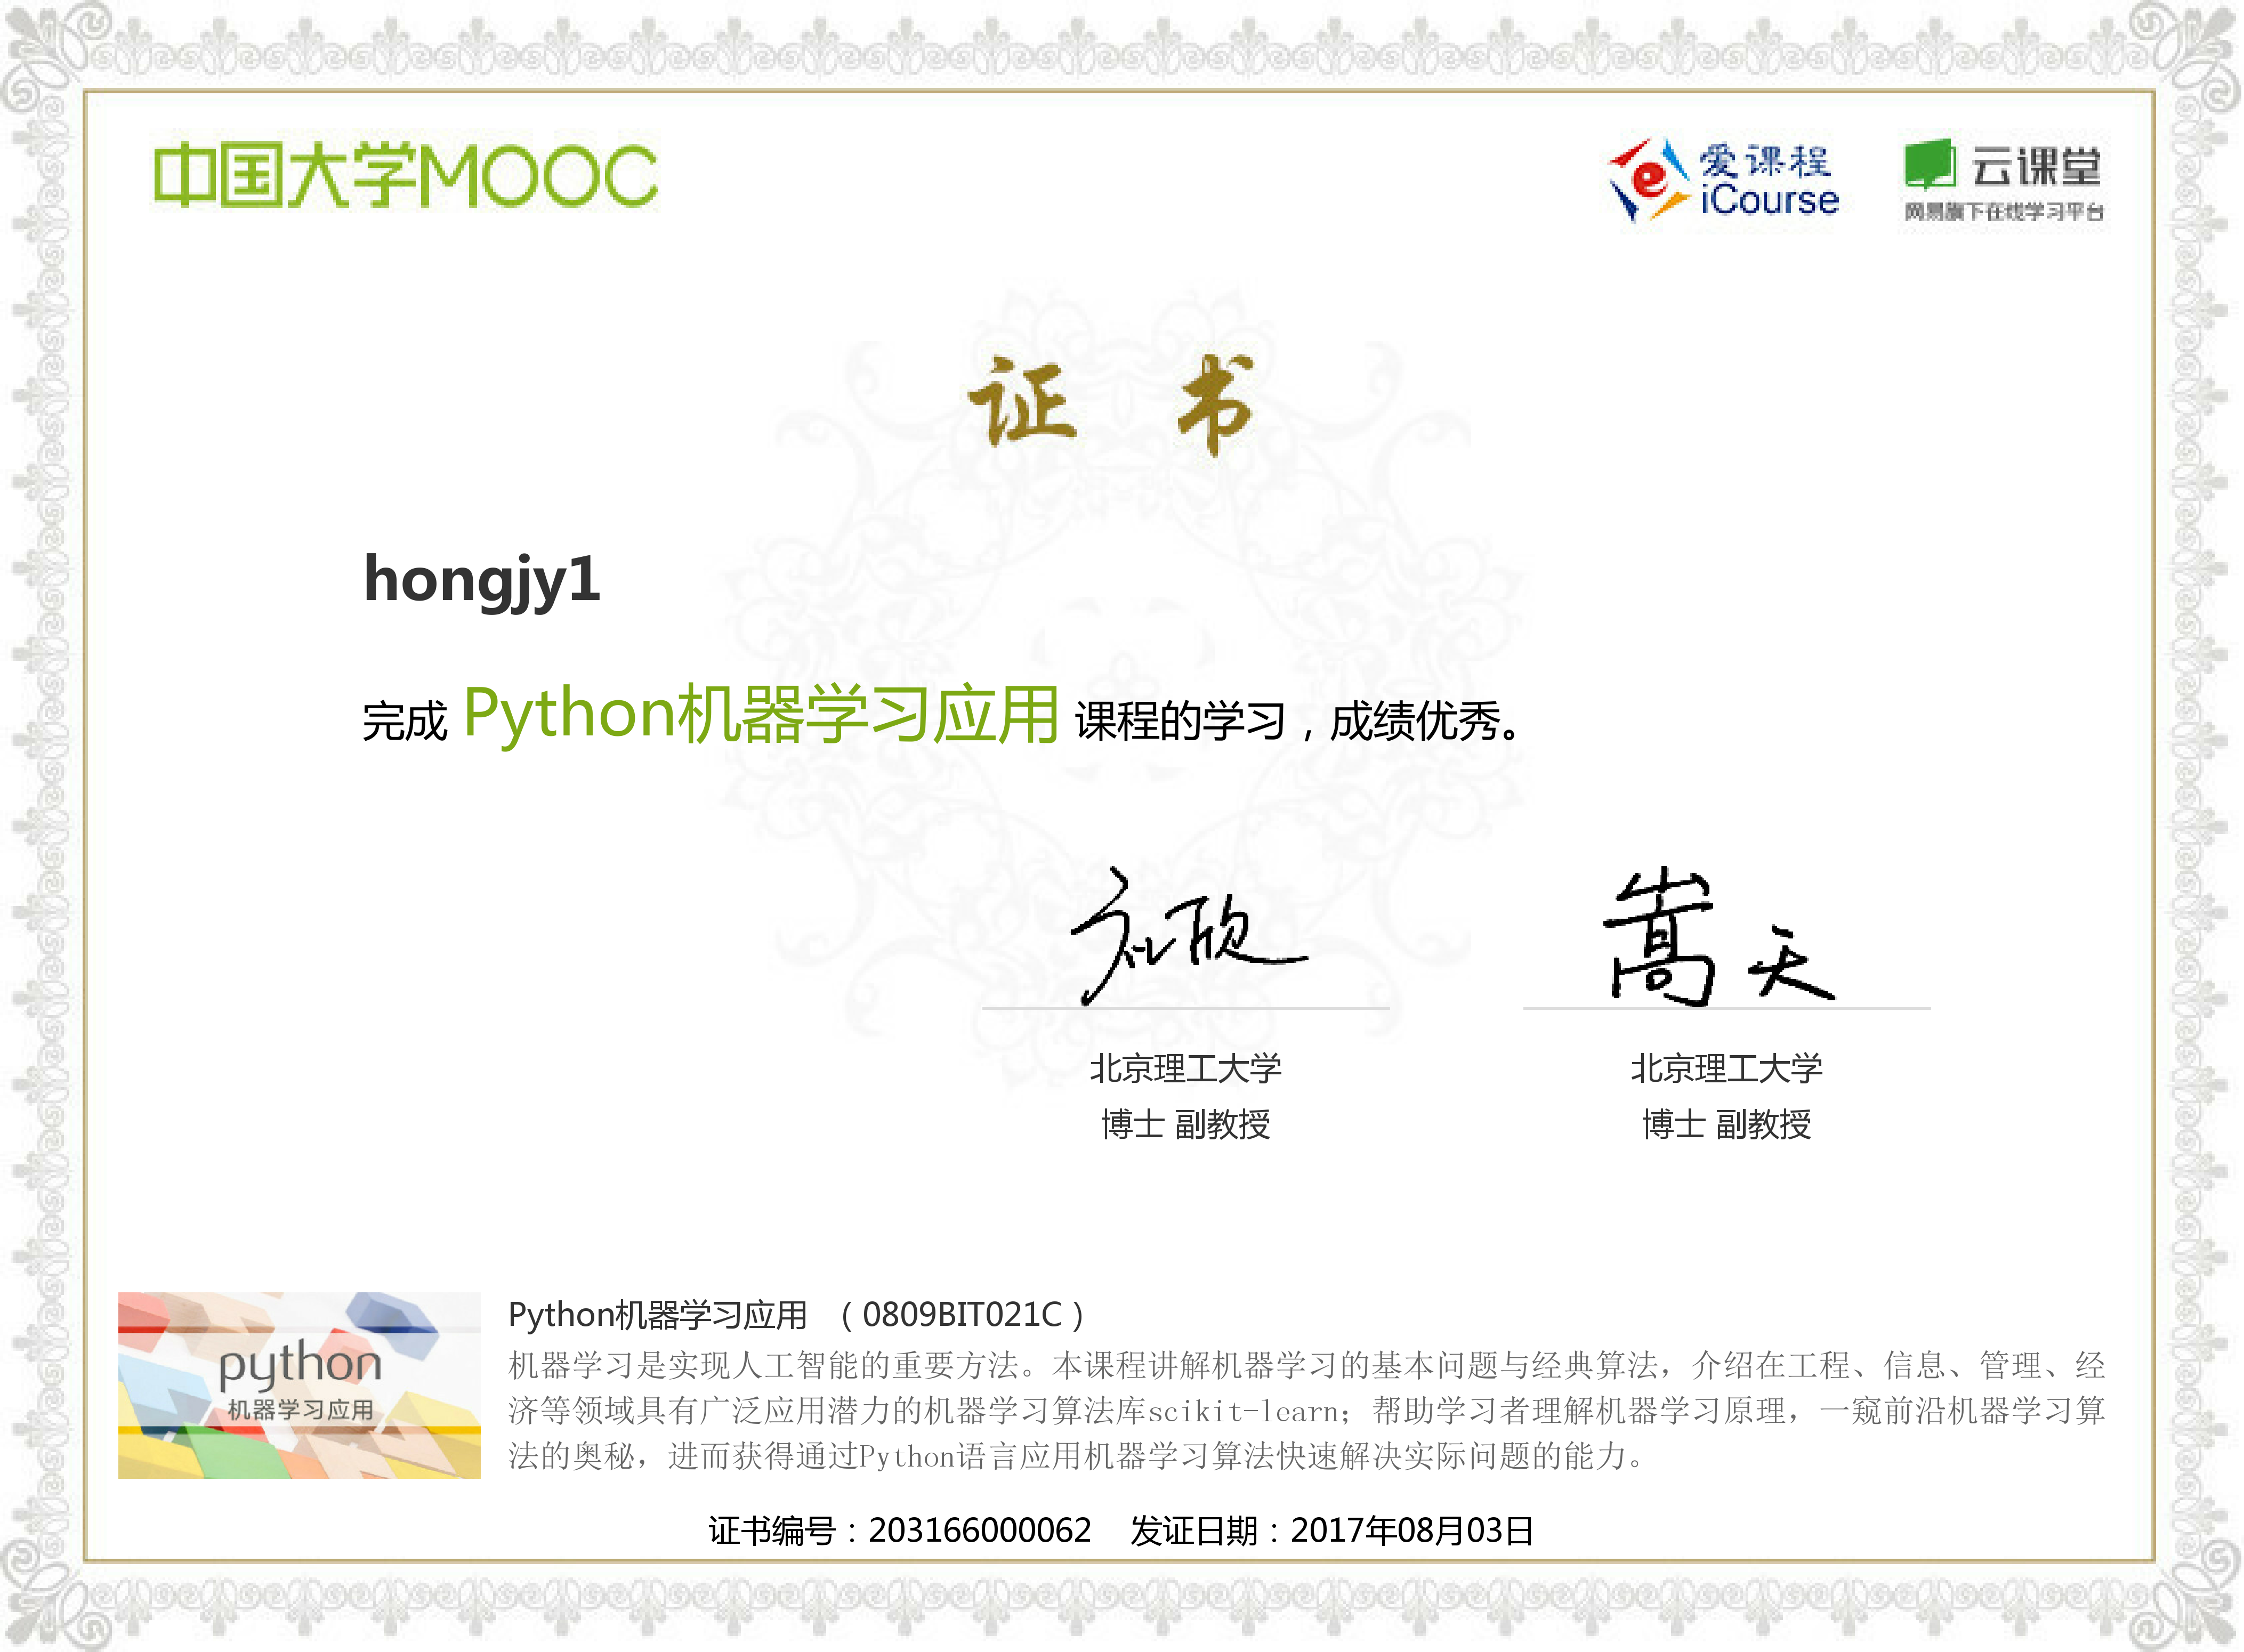 中国大学MOOC
爱课程
iCourse
云课堂
网易旗下在线学习平台
证 书
hongjy1
完成 Python机器学习应用 课程的学习，成绩优秀。
礼欣
嵩天
北京理工大学
博士 副教授
北京理工大学
博士 副教授
python
机器学习应用
Python机器学习应用 （0809BIT021C）
机器学习是实现人工智能的重要方法。本课程讲解机器学习的基本问题与经典算法，介绍在工程、信息、管理、经
济等领域具有广泛应用潜力的机器学习算法库scikit-learn；帮助学习者理解机器学习原理，一窥前沿机器学习算
法的奥秘，进而获得通过Python语言应用机器学习算法快速解决实际问题的能力。
证书编号：203166000062 发证日期：2017年08月03日